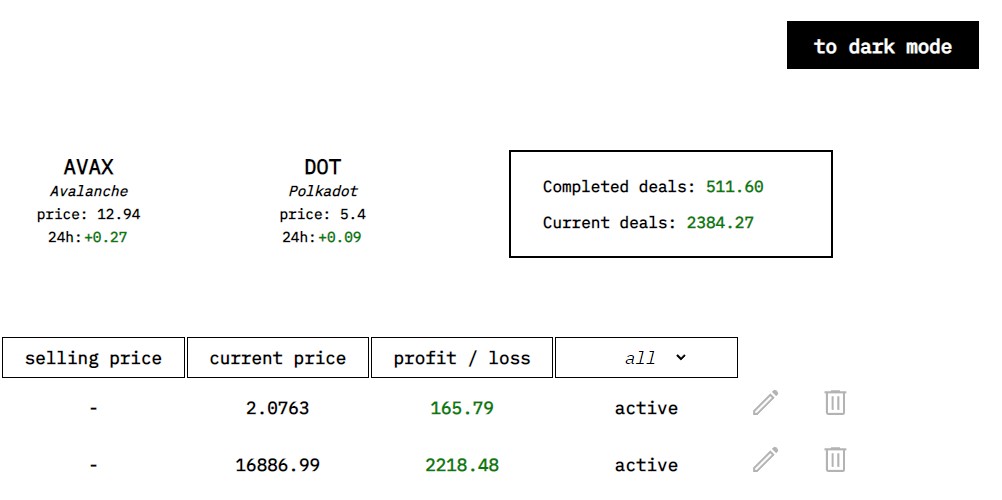 to dark mode
AVAX
Avalanche
price: 12.94
24h:+0.27
DOT
Polkadot
price: 5.4
24h:+0.09
Completed deals: 511.60
Current deals: 2384.27
selling price current price profit / loss all
- 2.0763 165.79 active
- 16886.99 2218.48 active